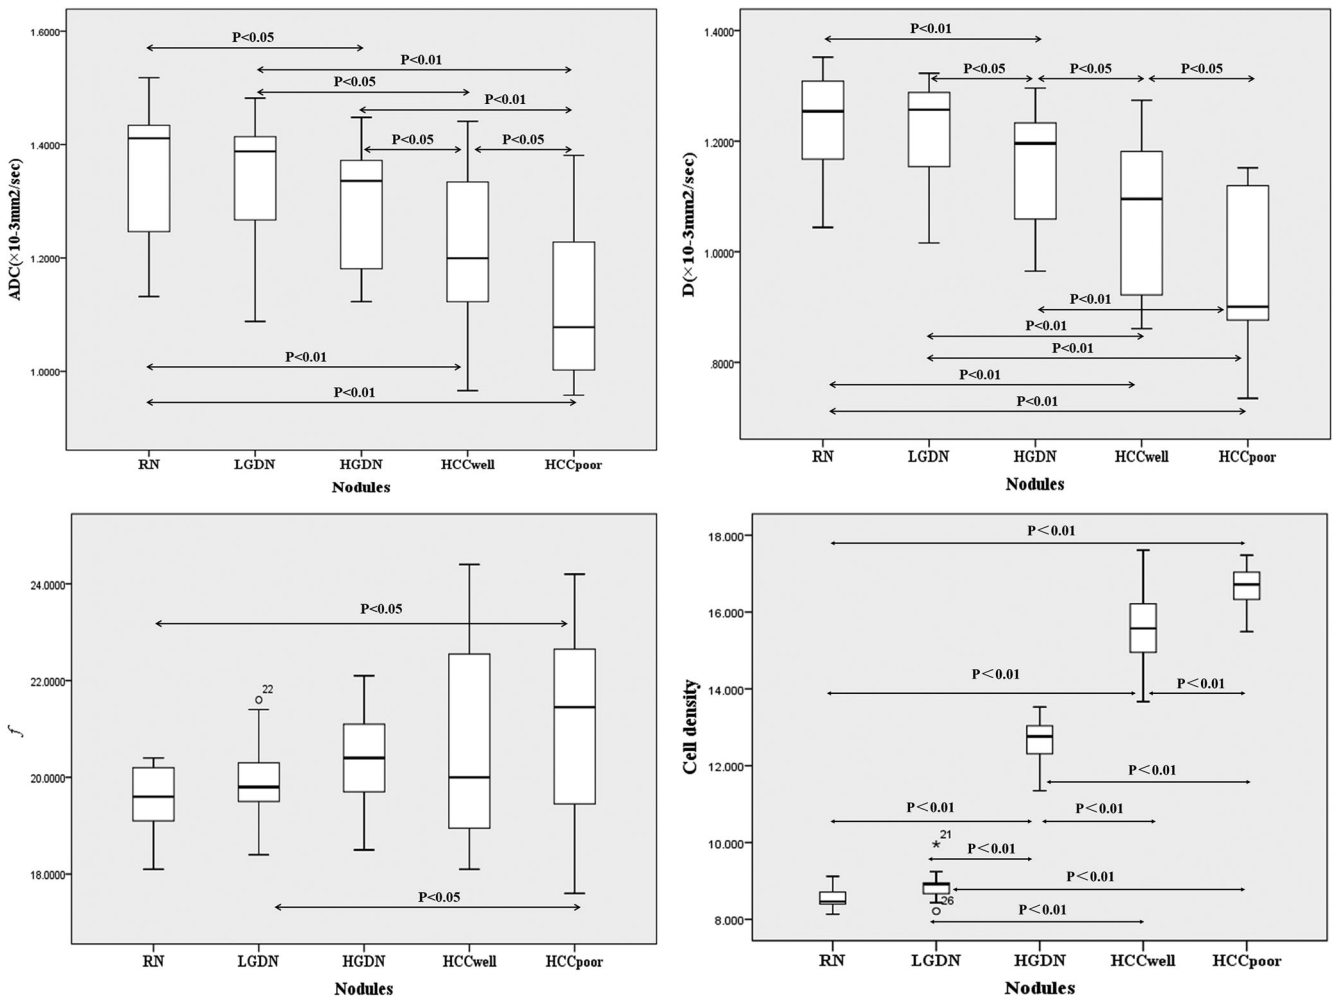 1.6000
1.4000
1.2000
1.0000
ADC(×10-3mm2/sec)
P<0.05
P<0.01
P<0.05
P<0.01
P<0.05
P<0.05
P<0.01
P<0.01
RN
LGDN
HGDN
HCCwell
HCCpoor
Nodules
1.4000
1.2000
1.0000
.8000
D(×10-3mm2/sec)
P<0.01
P<0.05
P<0.05
P<0.05
P<0.01
P<0.01
P<0.01
P<0.01
P<0.01
RN
LGDN
HGDN
HCCwell
HCCpoor
Nodules
24.0000
22.0000
20.0000
18.0000
f
P<0.05
22
P<0.05
RN
LGDN
HGDN
HCCwell
HCCpoor
Nodules
18.000
16.000
14.000
12.000
10.000
8.000
Cell density
P<0.01
P<0.01
P<0.01
P<0.01
P<0.01
P<0.01
21
P<0.01
P<0.01
26
P<0.01
RN
LGDN
HGDN
HCCwell
HCCpoor
Nodules